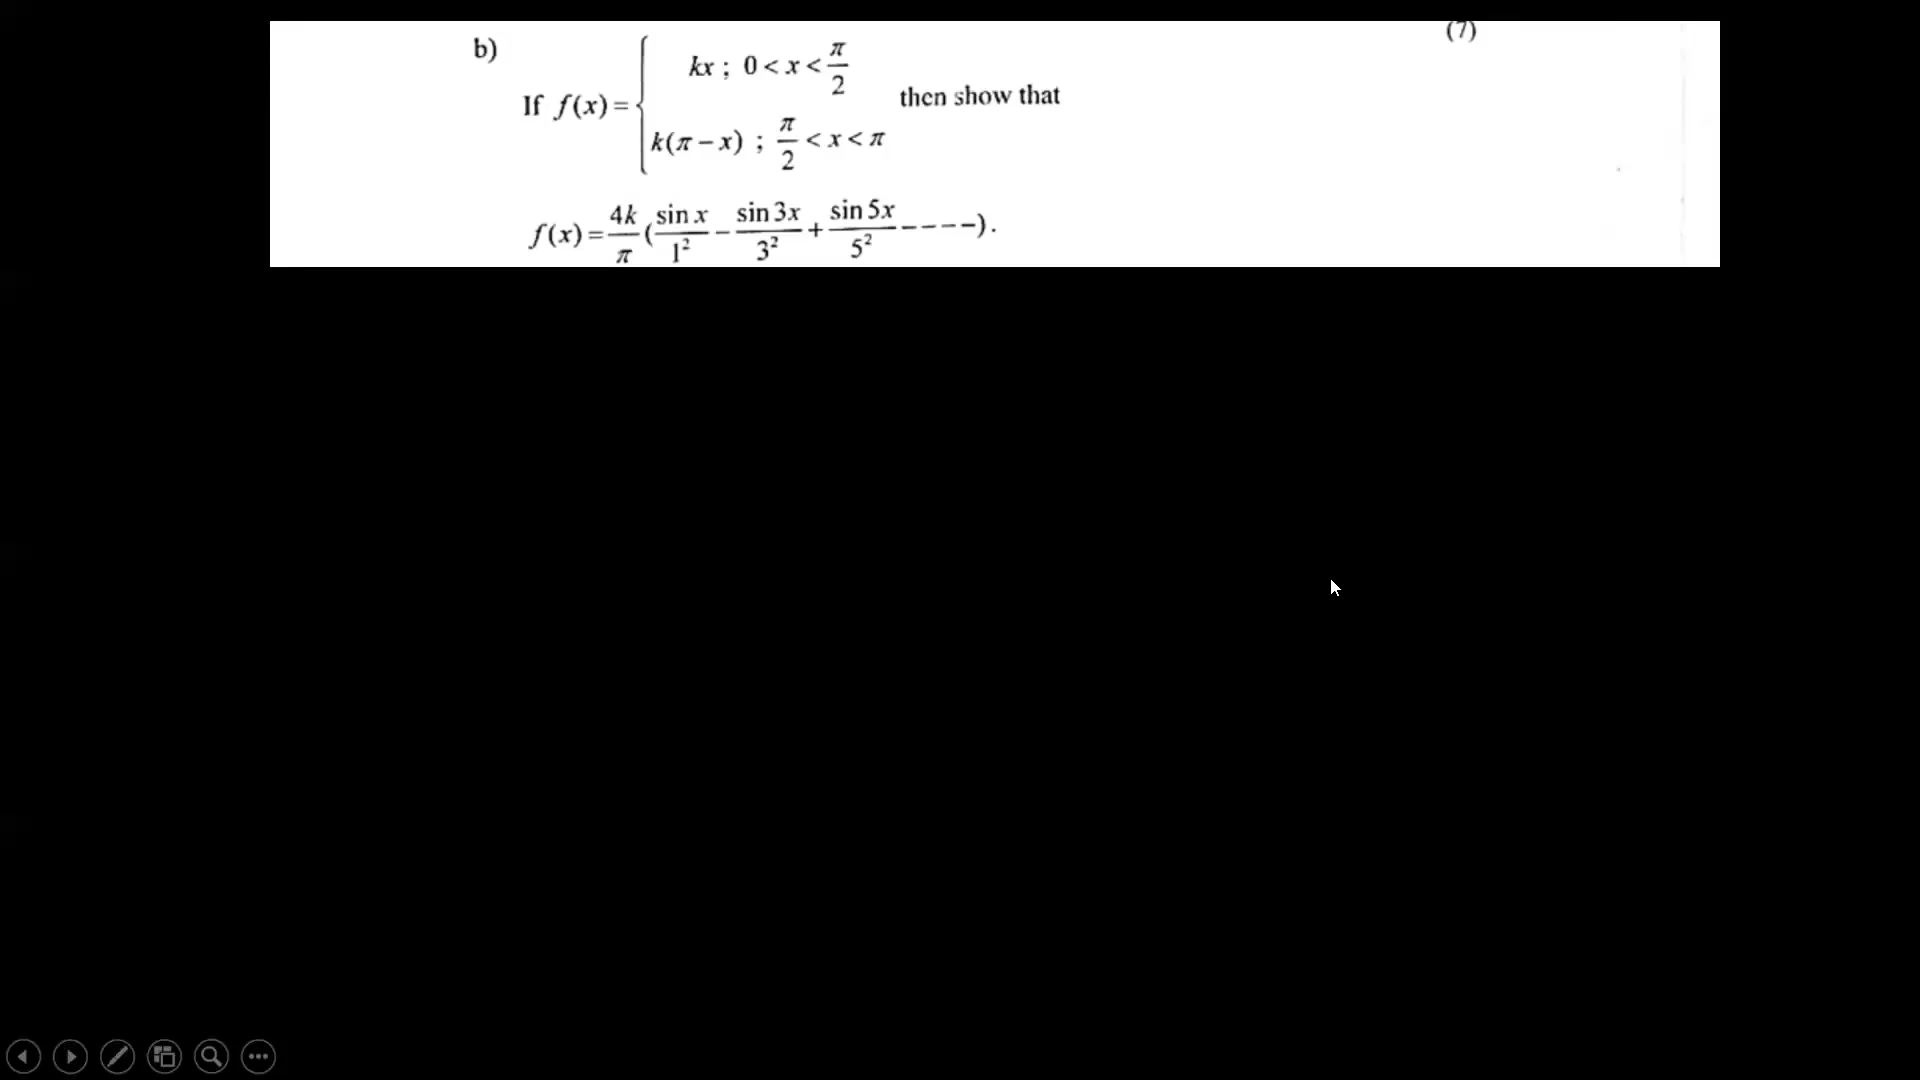 (7)
b)
If f(x) = { kx ; 0 < x < π/2
k(π − x) ; π/2 < x < π
then show that
f(x) = 4k/π ( sin x/1² − sin 3x/3² + sin 5x/5² - - - - -).